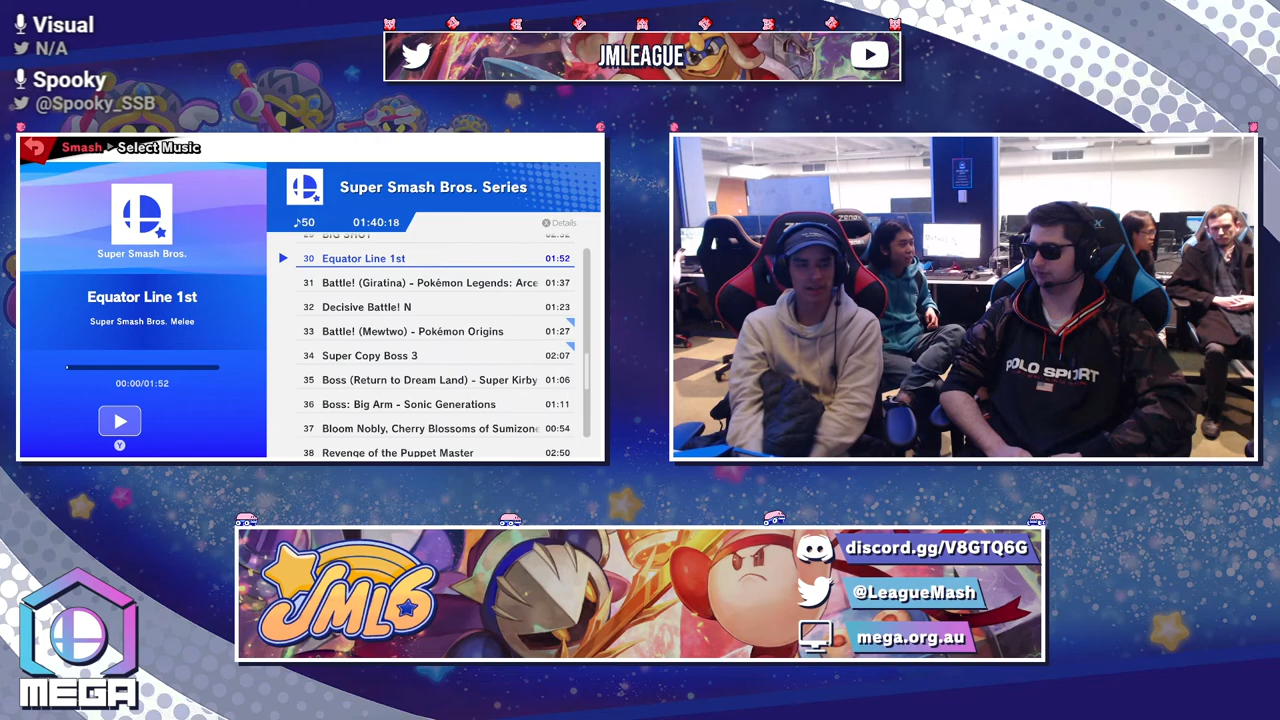 Visual
N/A
Spooky
@Spooky_SSB
JMLEAGUE
Smash ▶ Select Music
Super Smash Bros.
Equator Line 1st
Super Smash Bros. Melee
00:00/01:52
Y
Super Smash Bros. Series
♪50 01:40:18
X Details
29 BIG SHOT 02:32
30 Equator Line 1st 01:52
31 Battle! (Giratina) - Pokémon Legends: Arce 01:37
32 Decisive Battle! N 01:23
33 Battle! (Mewtwo) - Pokémon Origins 01:27
34 Super Copy Boss 3 02:07
35 Boss (Return to Dream Land) - Super Kirby 01:06
36 Boss: Big Arm - Sonic Generations 01:11
37 Bloom Nobly, Cherry Blossoms of Sumizon 00:54
38 Revenge of the Puppet Master 02:50
POLO SPORT
JML6
discord.gg/V8GTQ6G
@LeagueMash
mega.org.au
MEGA